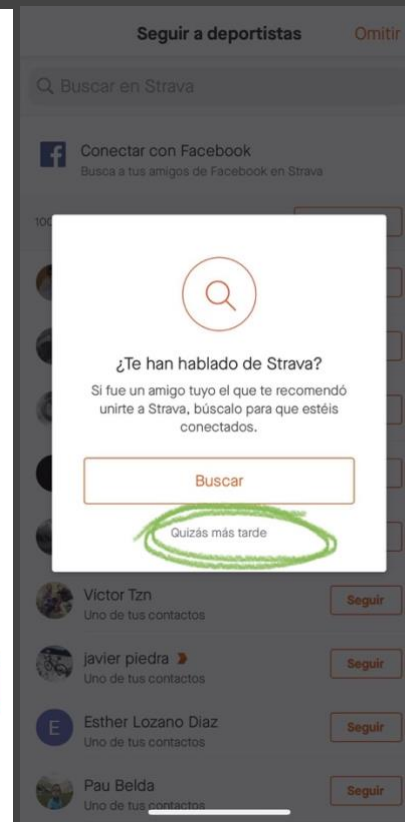 Seguir a deportistas
Omitir
Buscar en Strava
Conectar con Facebook
Busca a tus amigos de Facebook en Strava
100
¿Te han hablado de Strava?
Si fue un amigo tuyo el que te recomendó
unirte a Strava, búscalo para que estéis
conectados.
Buscar
Quizás más tarde
Victor Tzn
Uno de tus contactos
Seguir
javier piedra
Uno de tus contactos
Seguir
E
Esther Lozano Diaz
Uno de tus contactos
Seguir
Pau Belda
Uno de tus contactos
Seguir